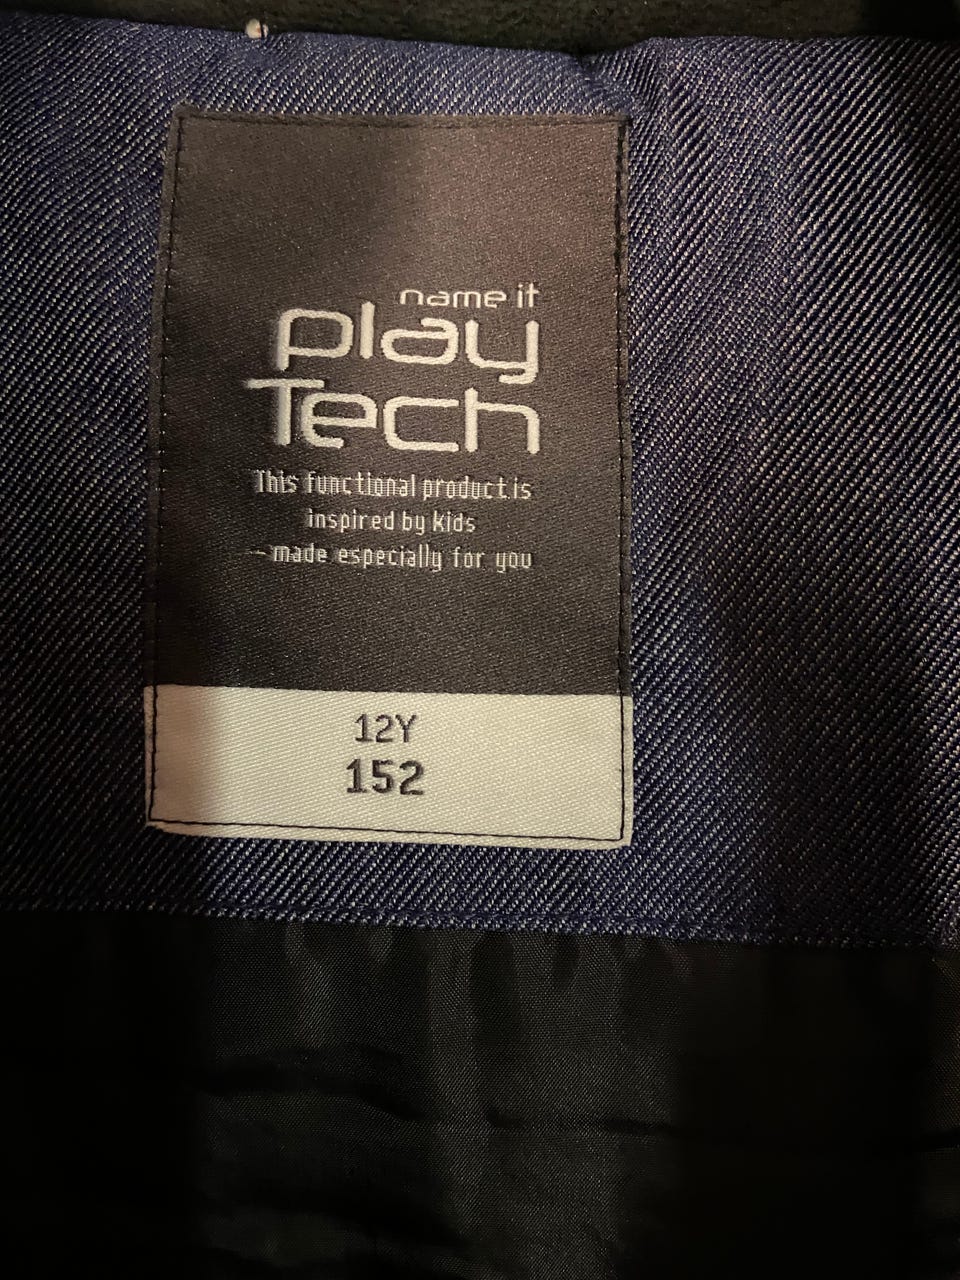 name it
play
Tech
This functional product is
inspired by kids
- made especially for you
12Y
152